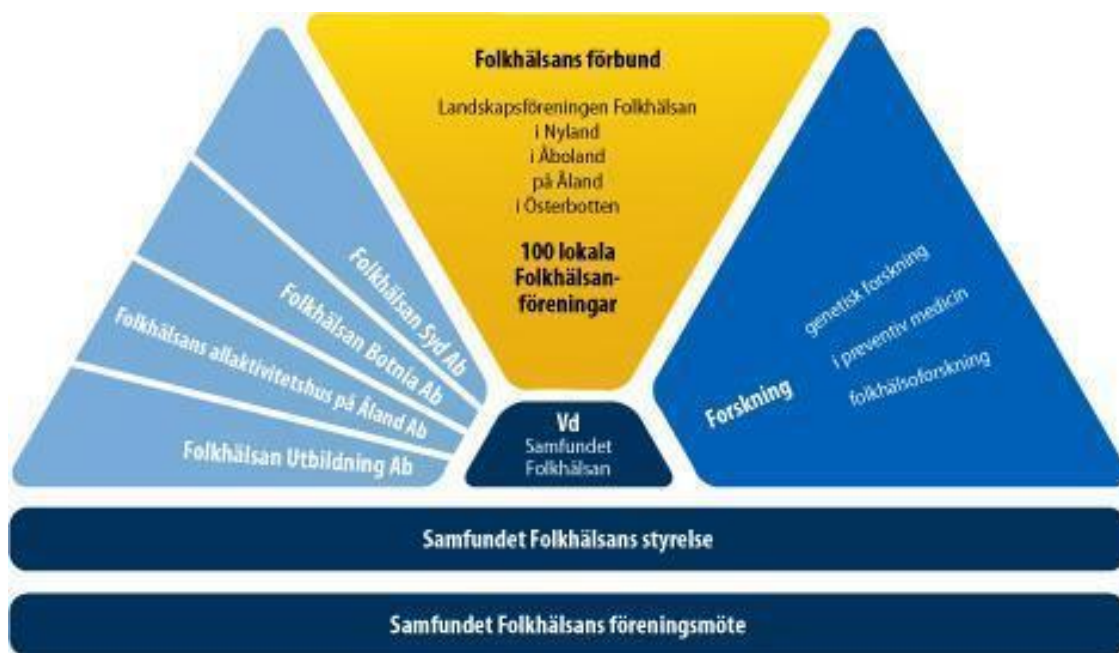 Folkhälsans förbund
Landskapsföreningen Folkhälsan
i Nyland
i Åboland
på Åland
i Österbotten
100 lokala
Folkhälsan-
föreningar
Folkhälsan Syd Ab
Folkhälsan Botnia Ab
Folkhälsans allaktivitetshus på Åland Ab
Folkhälsan Utbildning Ab
Vd
Samfundet
Folkhälsan
Forskning
genetisk forskning
i preventiv medicin
folkhälsoforskning
Samfundet Folkhälsans styrelse
Samfundet Folkhälsans föreningsmöte